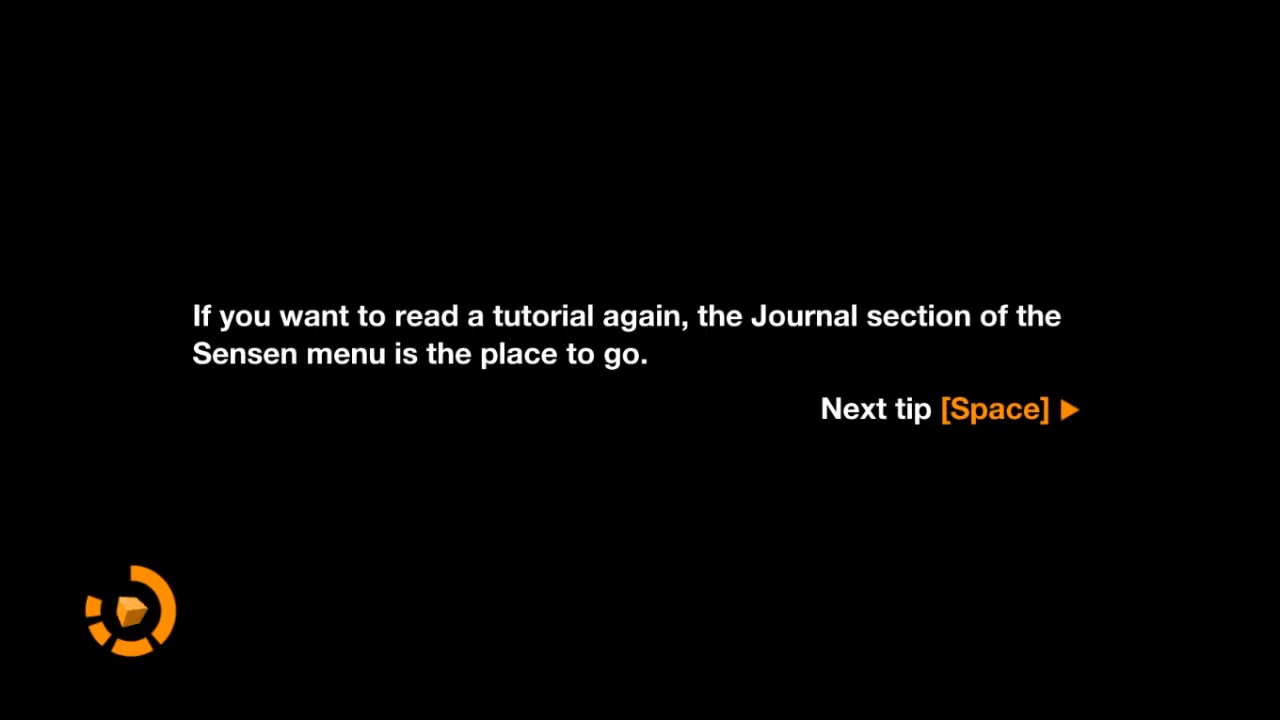 If you want to read a tutorial again, the Journal section of the
Sensen menu is the place to go.
Next tip [Space]